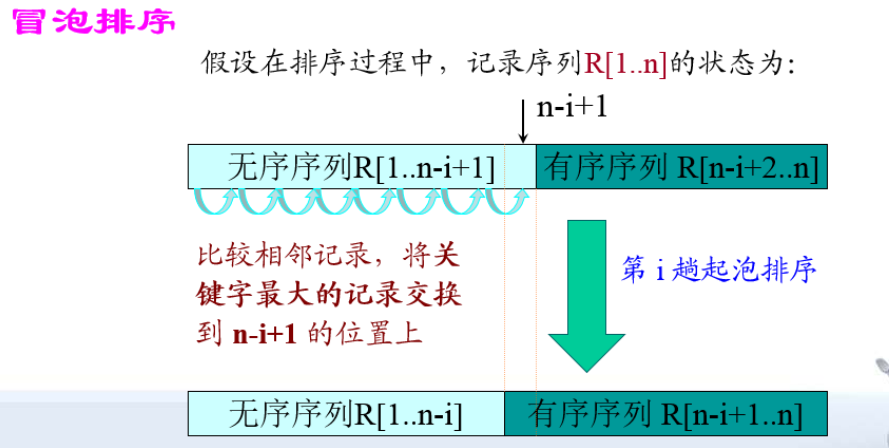 冒泡排序
假设在排序过程中，记录序列R[1..n]的状态为：
n-i+1
无序序列R[1..n-i+1]
有序序列 R[n-i+2..n]
比较相邻记录，将关
键字最大的记录交换
到 n-i+1 的位置上
第 i 趟起泡排序
无序序列R[1..n-i]
有序序列 R[n-i+1..n]